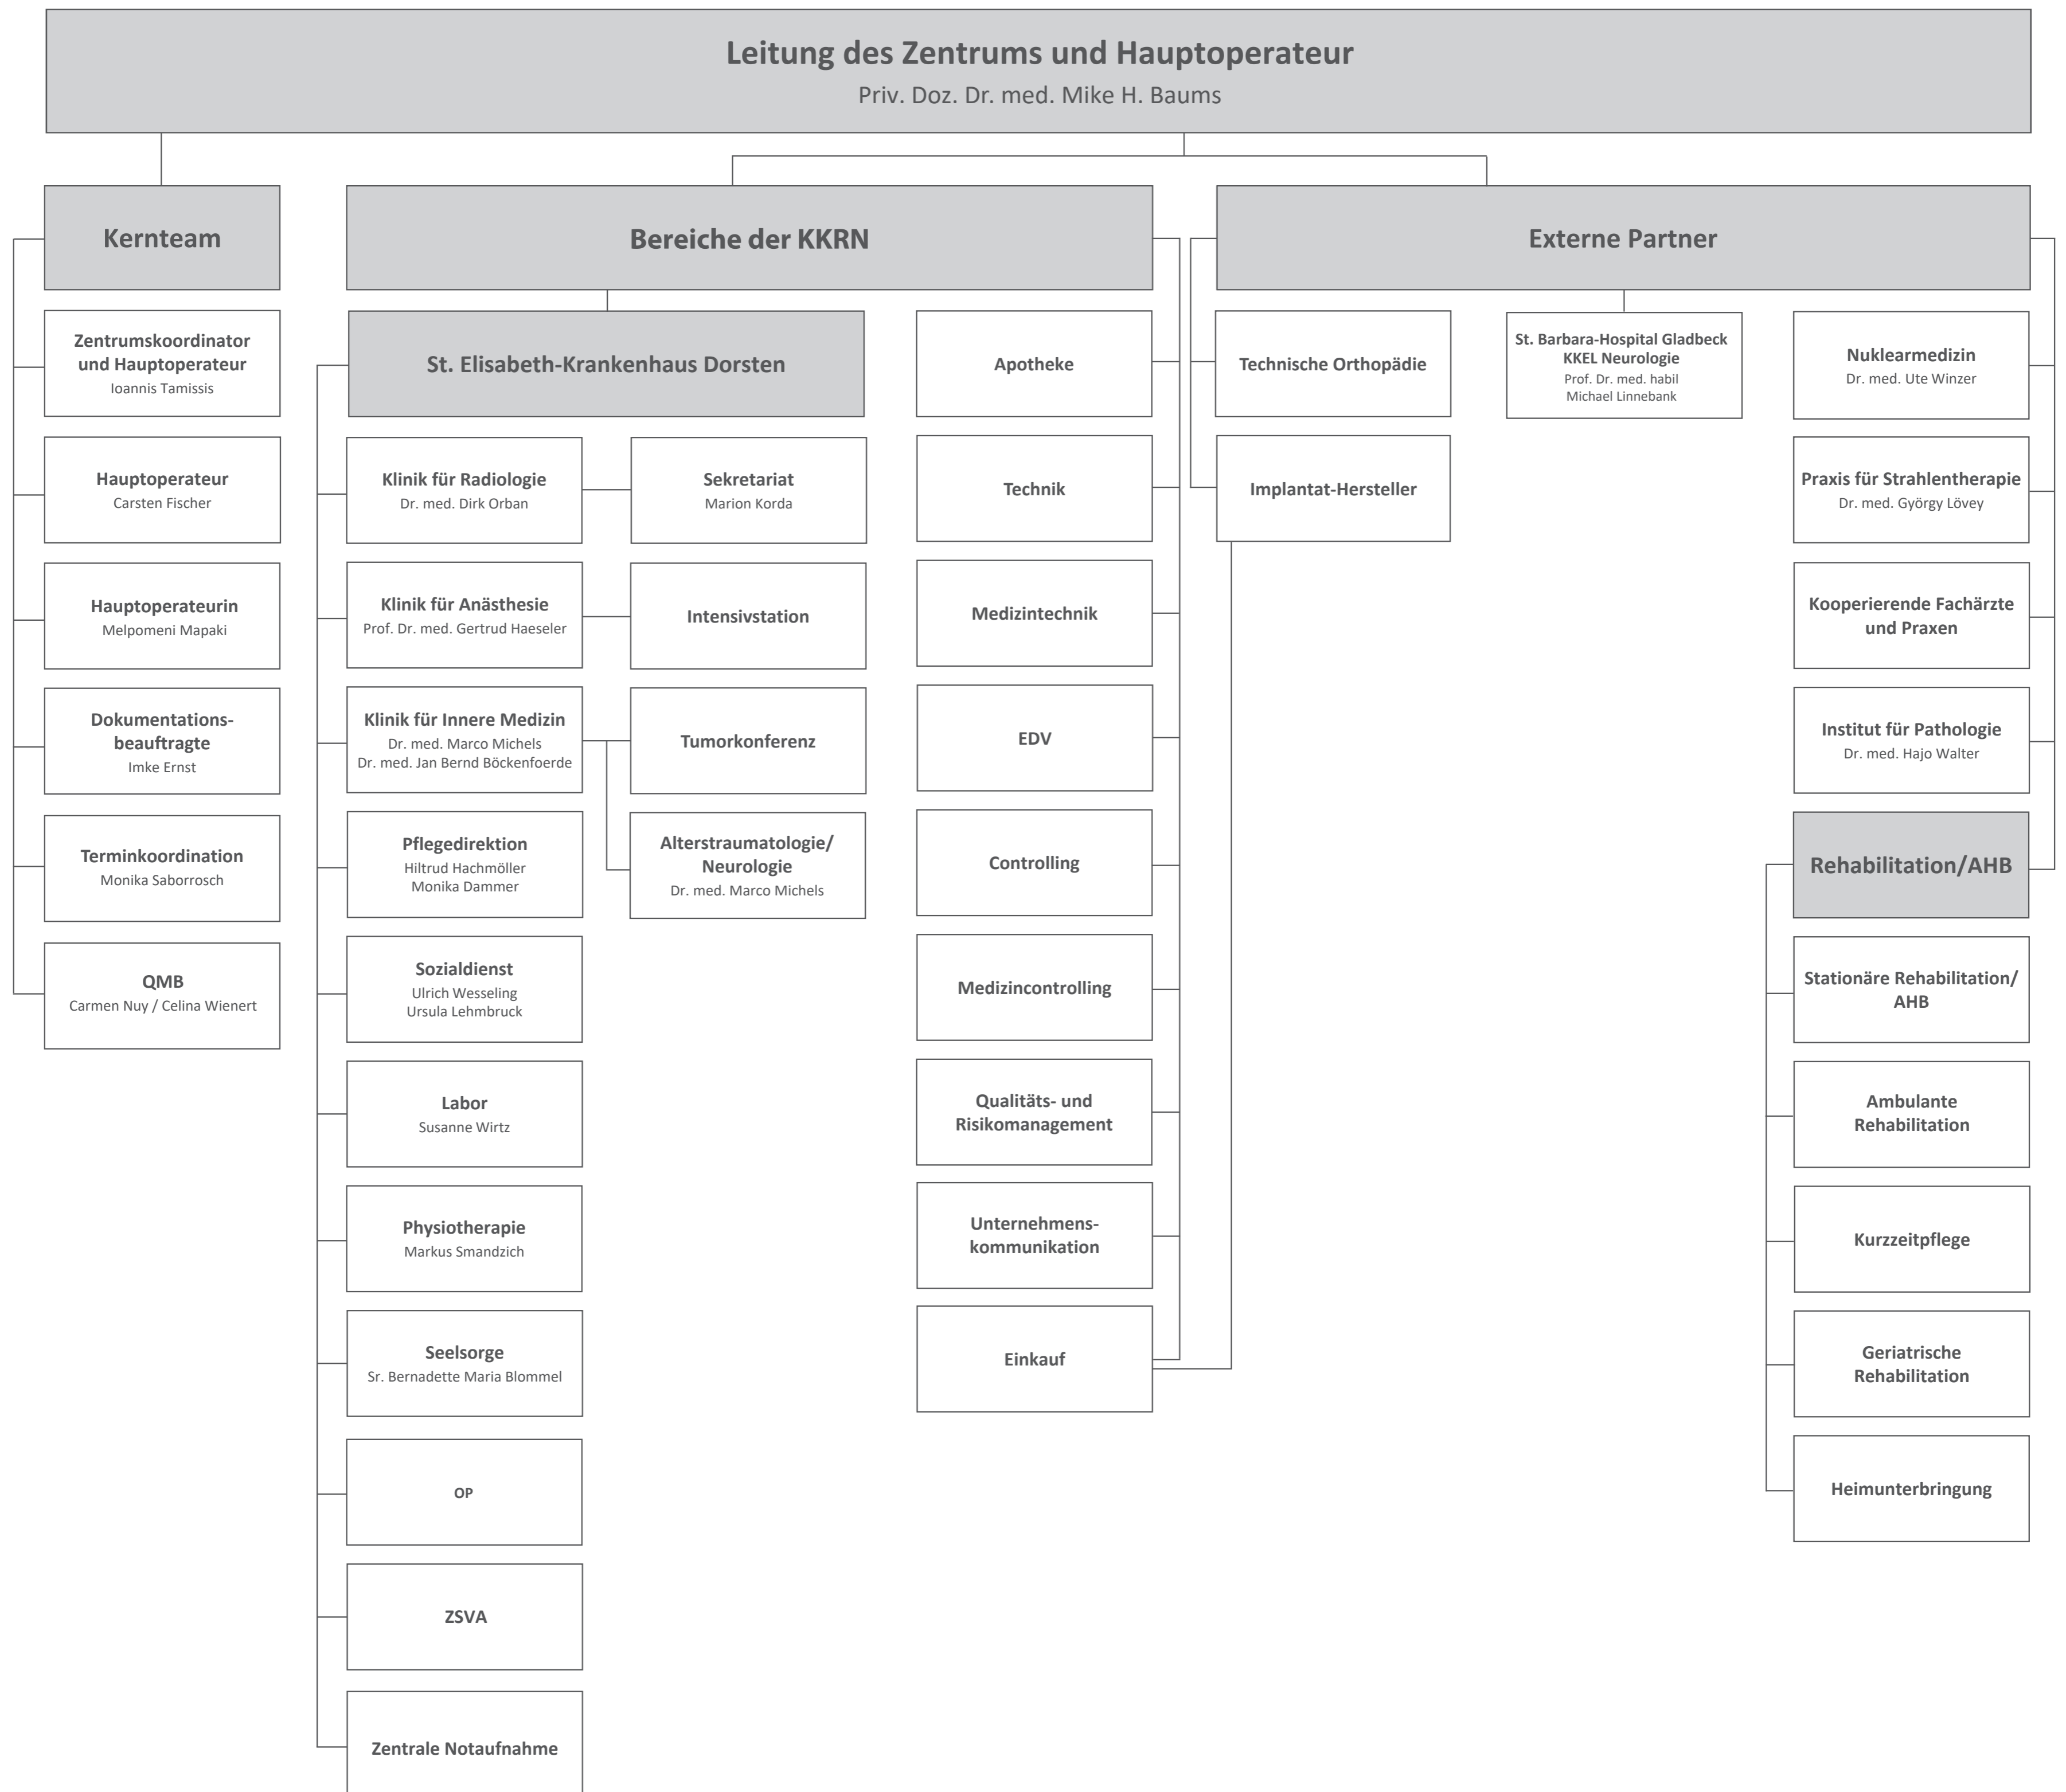 Leitung des Zentrums und Hauptoperateur
Priv. Doz. Dr. med. Mike H. Baums
Kernteam
Zentrumskoordinator
und Hauptoperateur
Ioannis Tamissis
Hauptoperateur
Carsten Fischer
Hauptoperateurin
Melpomeni Mapaki
Dokumentations-
beauftragte
Imke Ernst
Terminkoordination
Monika Saborrosch
QMB
Carmen Nuy / Celina Wienert
Bereiche der KKRN
St. Elisabeth-Krankenhaus Dorsten
Klinik für Radiologie
Dr. med. Dirk Orban
Sekretariat
Marion Korda
Klinik für Anästhesie
Prof. Dr. med. Gertrud Haeseler
Intensivstation
Klinik für Innere Medizin
Dr. med. Marco Michels
Dr. med. Jan Bernd Böckenfoerde
Tumorkonferenz
Alterstraumatologie/
Neurologie
Dr. med. Marco Michels
Pflegedirektion
Hiltrud Hachmöller
Monika Dammer
Sozialdienst
Ulrich Wesseling
Ursula Lehmbruck
Labor
Susanne Wirtz
Physiotherapie
Markus Smandzich
Seelsorge
Sr. Bernadette Maria Blommel
OP
ZSVA
Zentrale Notaufnahme
Apotheke
Technik
Medizintechnik
EDV
Controlling
Medizincontrolling
Qualitäts- und
Risikomanagement
Unternehmens-
kommunikation
Einkauf
Externe Partner
Technische Orthopädie
Implantat-Hersteller
St. Barbara-Hospital Gladbeck
KKEL Neurologie
Prof. Dr. med. habil
Michael Linnebank
Nuklearmedizin
Dr. med. Ute Winzer
Praxis für Strahlentherapie
Dr. med. György Lövey
Kooperierende Fachärzte
und Praxen
Institut für Pathologie
Dr. med. Hajo Walter
Rehabilitation/AHB
Stationäre Rehabilitation/
AHB
Ambulante
Rehabilitation
Kurzzeitpflege
Geriatrische
Rehabilitation
Heimunterbringung